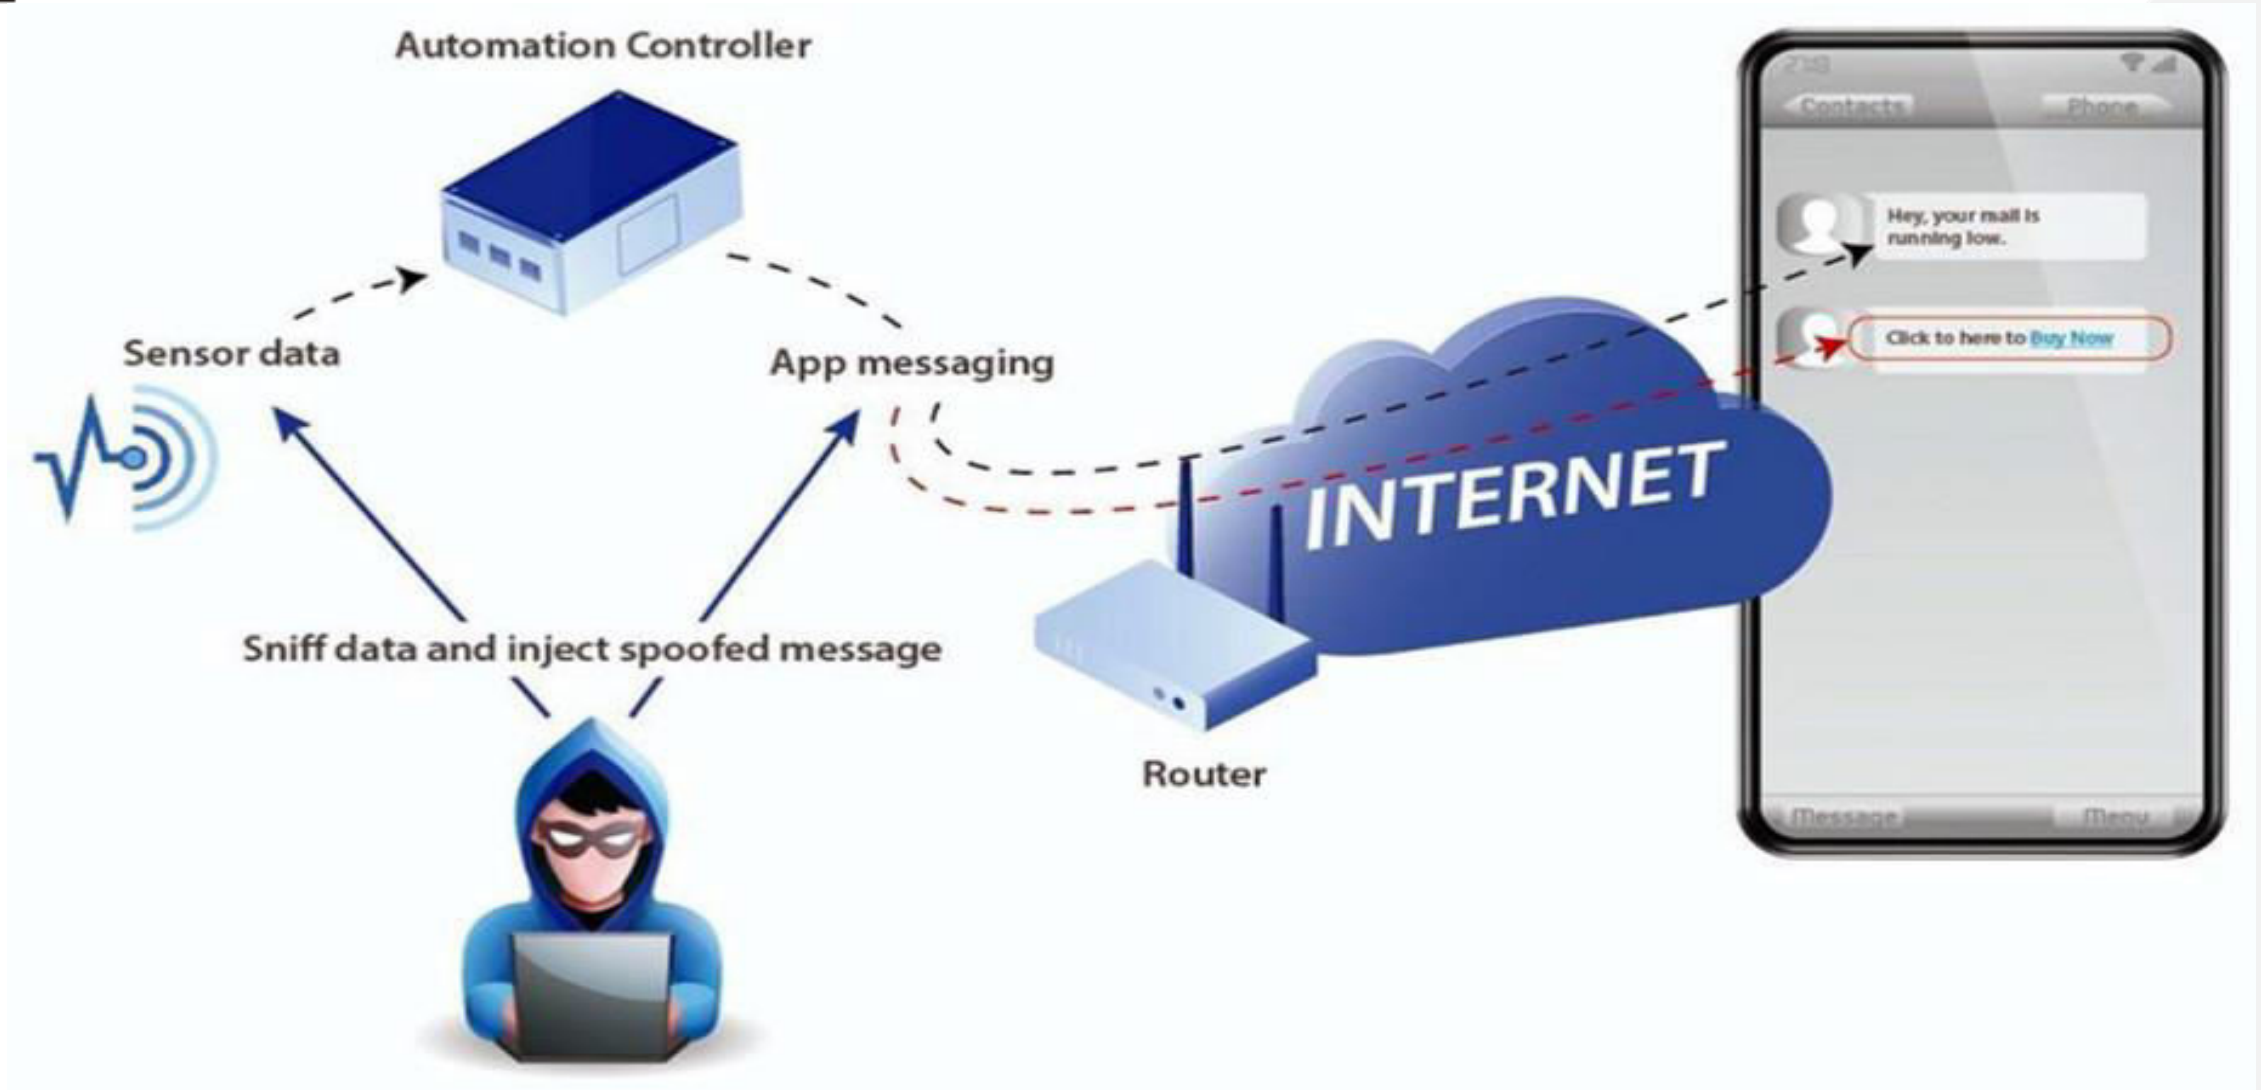 Automation Controller
Sensor data
App messaging
Sniff data and inject spoofed message
Router
INTERNET
Contacts
Phone
Hey, your mail is
running low.
Click to here to Buy Now
Message
Menu